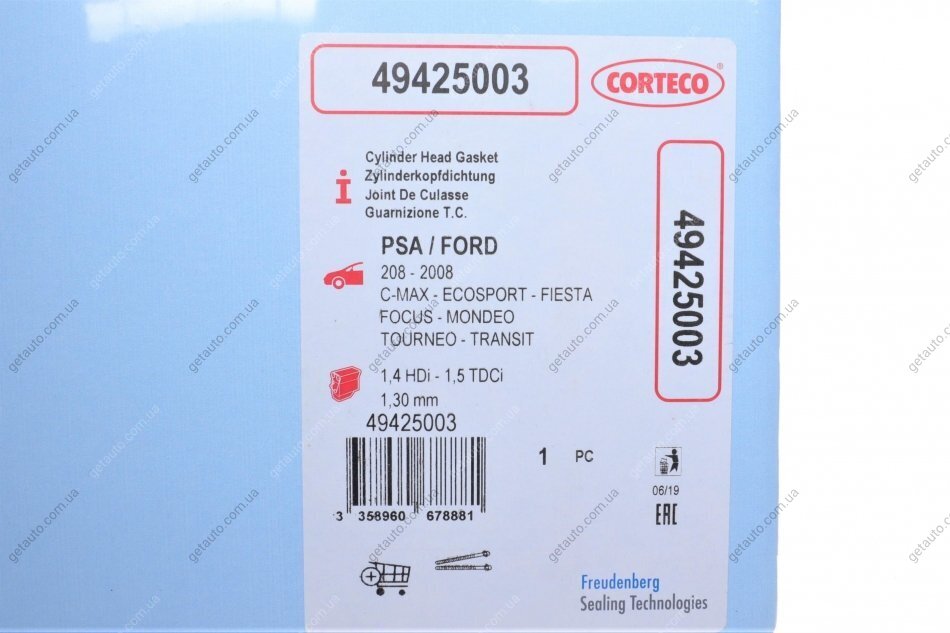 49425003
CORTECO
Cylinder Head Gasket
Zylinderkopfdichtung
Joint De Culasse
Guarnizione T.C.
PSA / FORD
208 - 2008
C-MAX - ECOSPORT - FIESTA
FOCUS - MONDEO
TOURNEO - TRANSIT
1,4 HDi - 1,5 TDCi
1,30 mm
49425003
3 358960 678881
1 PC
06/19
EAC
Freudenberg
Sealing Technologies
49425003
getauto.com.ua